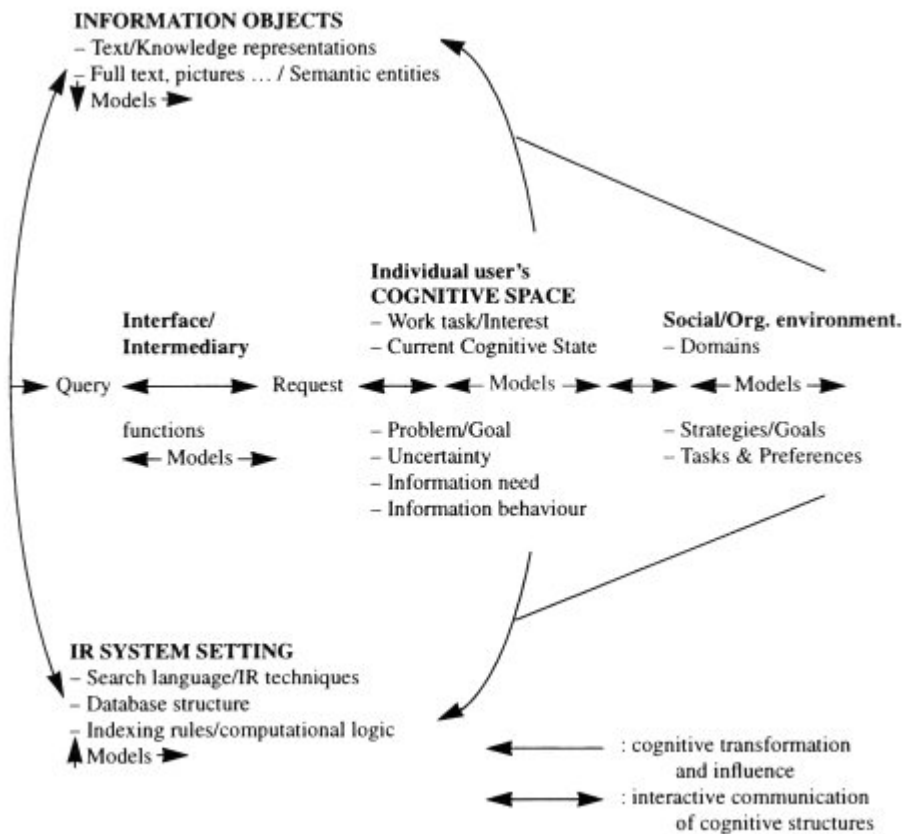 INFORMATION OBJECTS
– Text/Knowledge representations
– Full text, pictures … / Semantic entities
Models
Individual user's
COGNITIVE SPACE
– Work task/Interest
– Current Cognitive State
Interface/
Intermediary
Social/Org. environment.
– Domains
Query
Request
Models
Models
functions
Models
– Problem/Goal
– Uncertainty
– Information need
– Information behaviour
– Strategies/Goals
– Tasks & Preferences
IR SYSTEM SETTING
– Search language/IR techniques
– Database structure
– Indexing rules/computational logic
Models
: cognitive transformation
and influence
: interactive communication
of cognitive structures